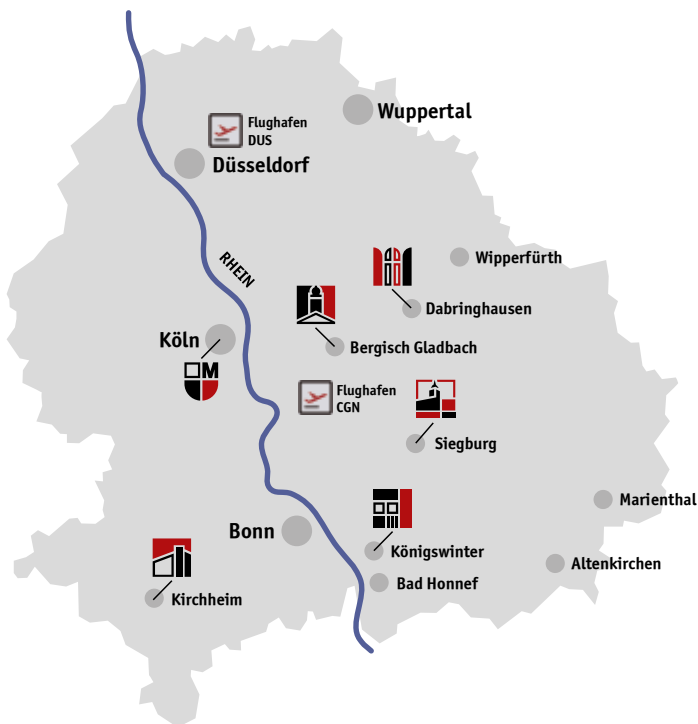 Wuppertal
Flughafen
DUS
Düsseldorf
RHEIN
Wipperfürth
Dabringhausen
Köln
Bergisch Gladbach
M
Flughafen
CGN
Siegburg
Marienthal
Bonn
Königswinter
Altenkirchen
Bad Honnef
Kirchheim